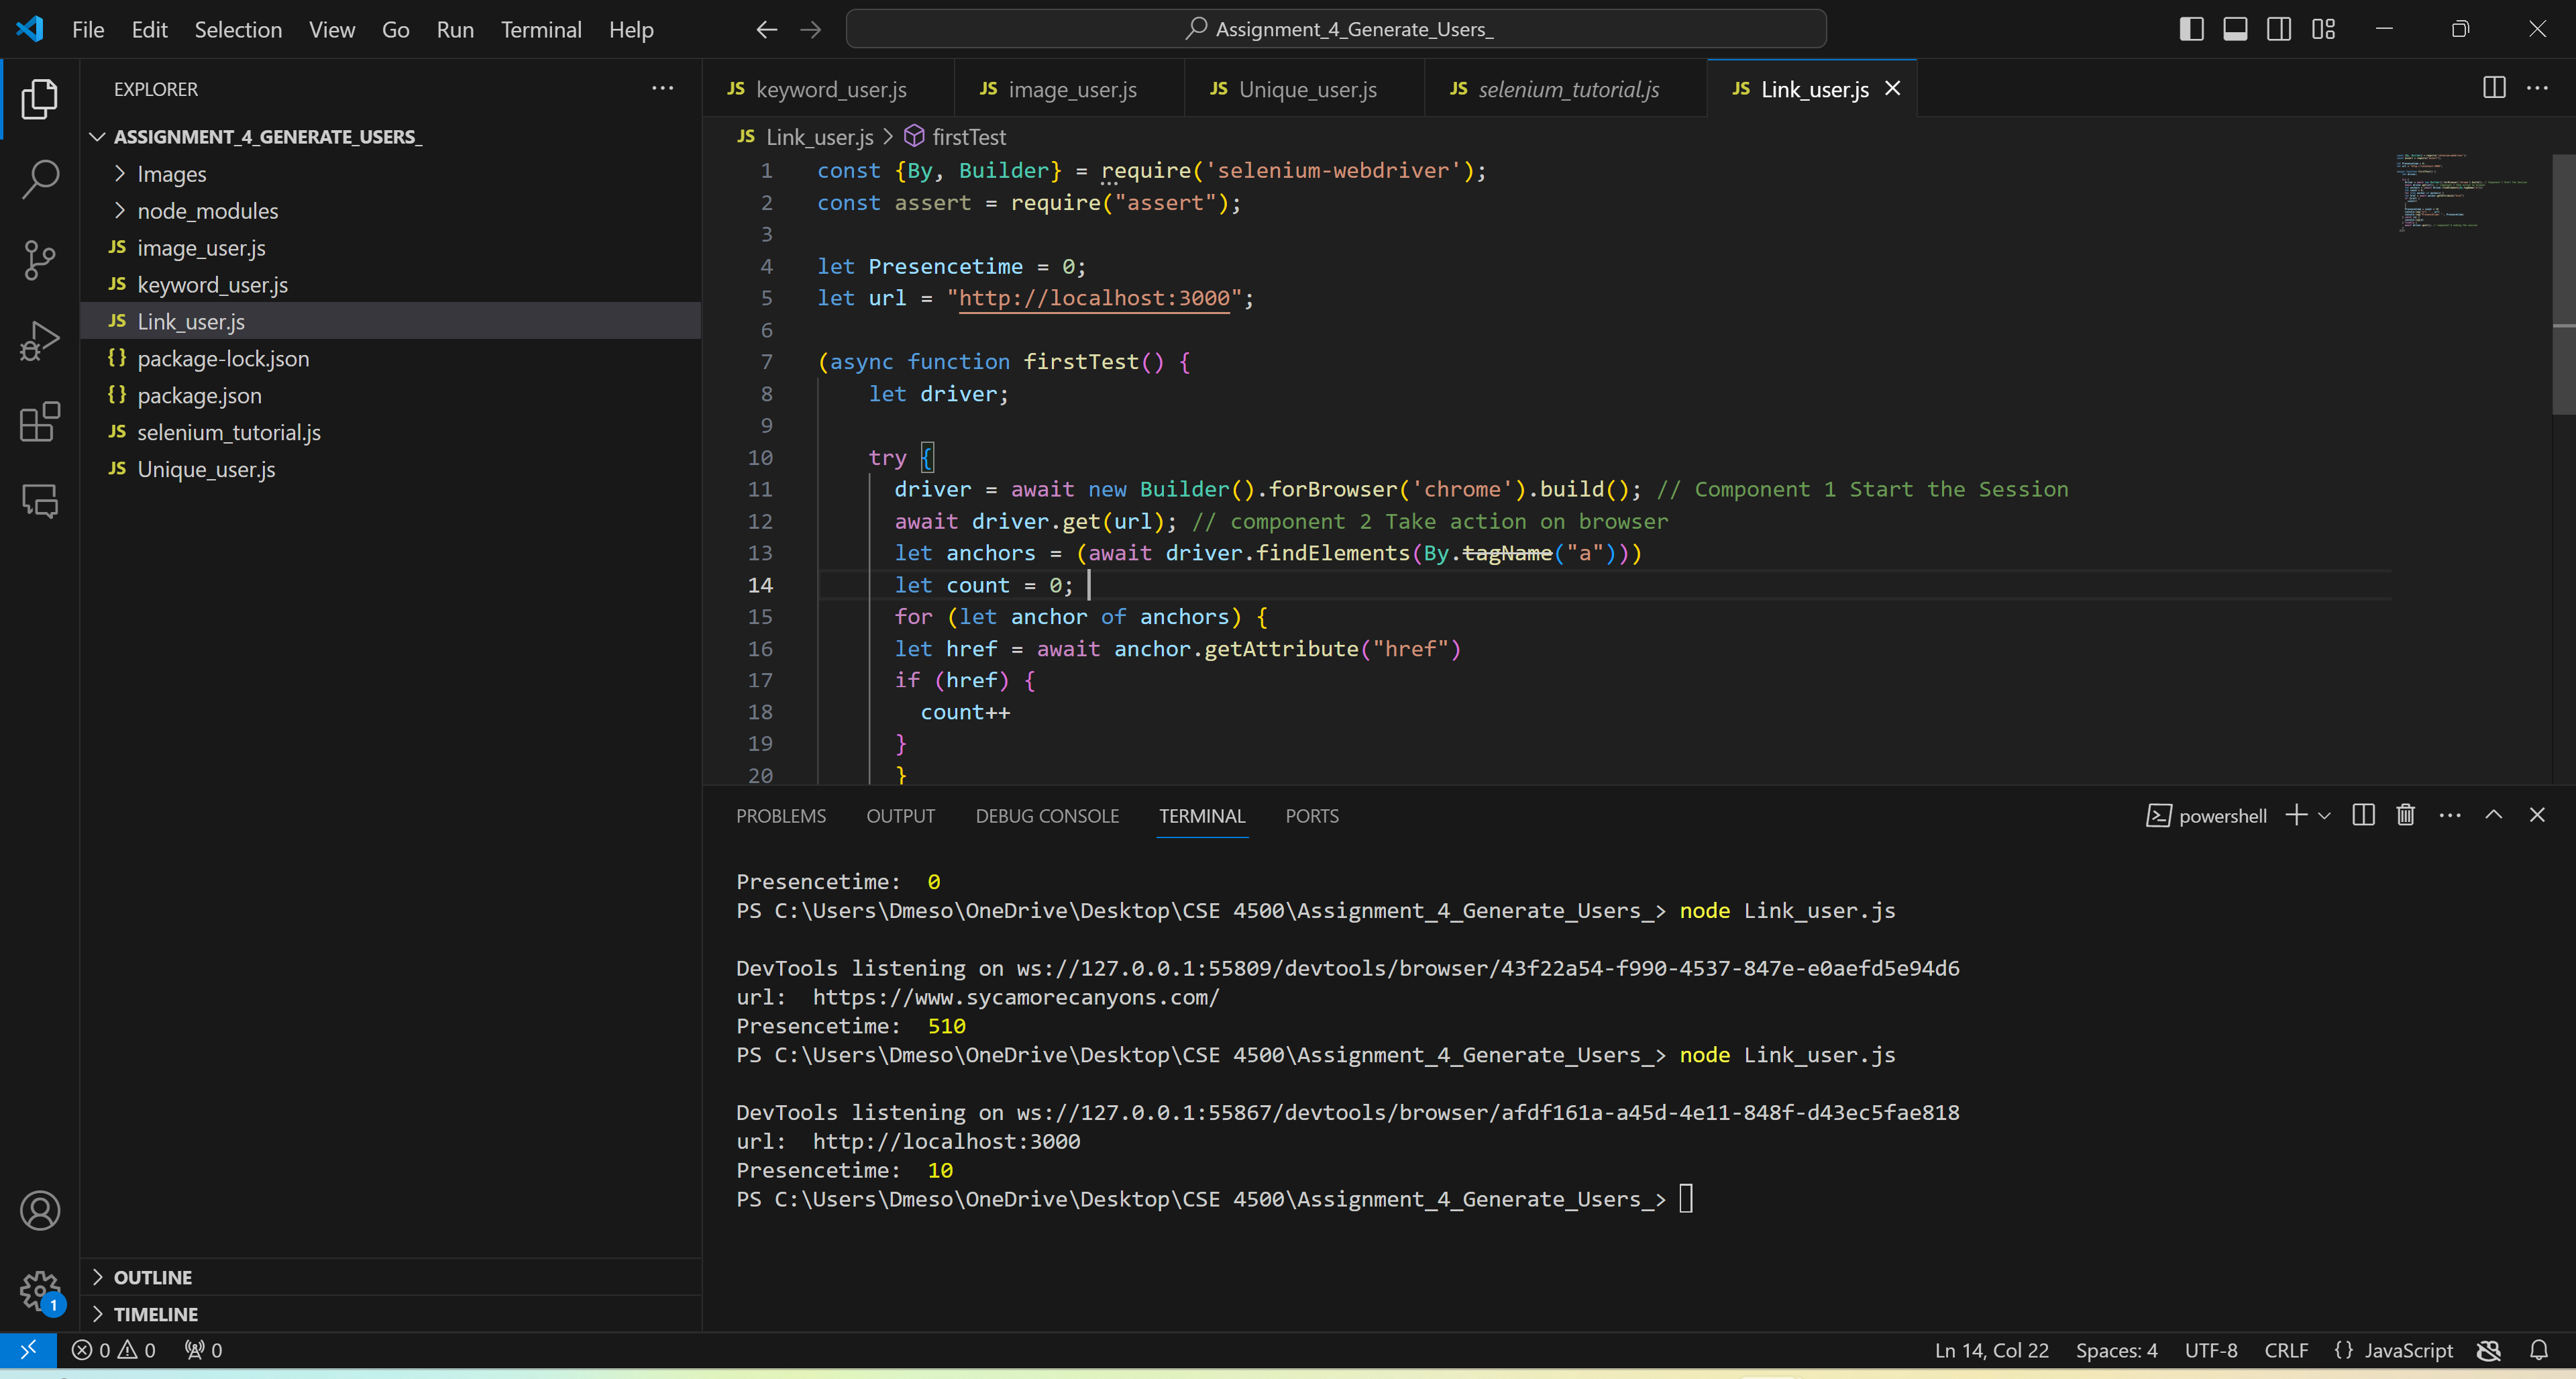 File Edit Selection View Go Run Terminal Help
Assignment_4_Generate_Users_
EXPLORER
ASSIGNMENT_4_GENERATE_USERS_
Images
node_modules
JS image_user.js
JS keyword_user.js
JS Link_user.js
{} package-lock.json
{} package.json
JS selenium_tutorial.js
JS Unique_user.js
OUTLINE
TIMELINE
JS keyword_user.js JS image_user.js JS Unique_user.js JS selenium_tutorial.js JS Link_user.js
JS Link_user.js > firstTest
1 const {By, Builder} = require('selenium-webdriver');
2 const assert = require("assert");
3
4 let Presencetime = 0;
5 let url = "http://localhost:3000";
6
7 (async function firstTest() {
8 let driver;
9
10 try {
11 driver = await new Builder().forBrowser('chrome').build(); // Component 1 Start the Session
12 await driver.get(url); // component 2 Take action on browser
13 let anchors = (await driver.findElements(By.tagName("a")))
14 let count = 0;
15 for (let anchor of anchors) {
16 let href = await anchor.getAttribute("href")
17 if (href) {
18 count++
19 }
20 }
PROBLEMS OUTPUT DEBUG CONSOLE TERMINAL PORTS
powershell
Presencetime: 0
PS C:\Users\Dmeso\OneDrive\Desktop\CSE 4500\Assignment_4_Generate_Users_> node Link_user.js
DevTools listening on ws://127.0.0.1:55809/devtools/browser/43f22a54-f990-4537-847e-e0aefd5e94d6
url: https://www.sycamorecanyons.com/
Presencetime: 510
PS C:\Users\Dmeso\OneDrive\Desktop\CSE 4500\Assignment_4_Generate_Users_> node Link_user.js
DevTools listening on ws://127.0.0.1:55867/devtools/browser/afdf161a-a45d-4e11-848f-d43ec5fae818
url: http://localhost:3000
Presencetime: 10
PS C:\Users\Dmeso\OneDrive\Desktop\CSE 4500\Assignment_4_Generate_Users_>
1
0 0 0
Ln 14, Col 22 Spaces: 4 UTF-8 CRLF {} JavaScript